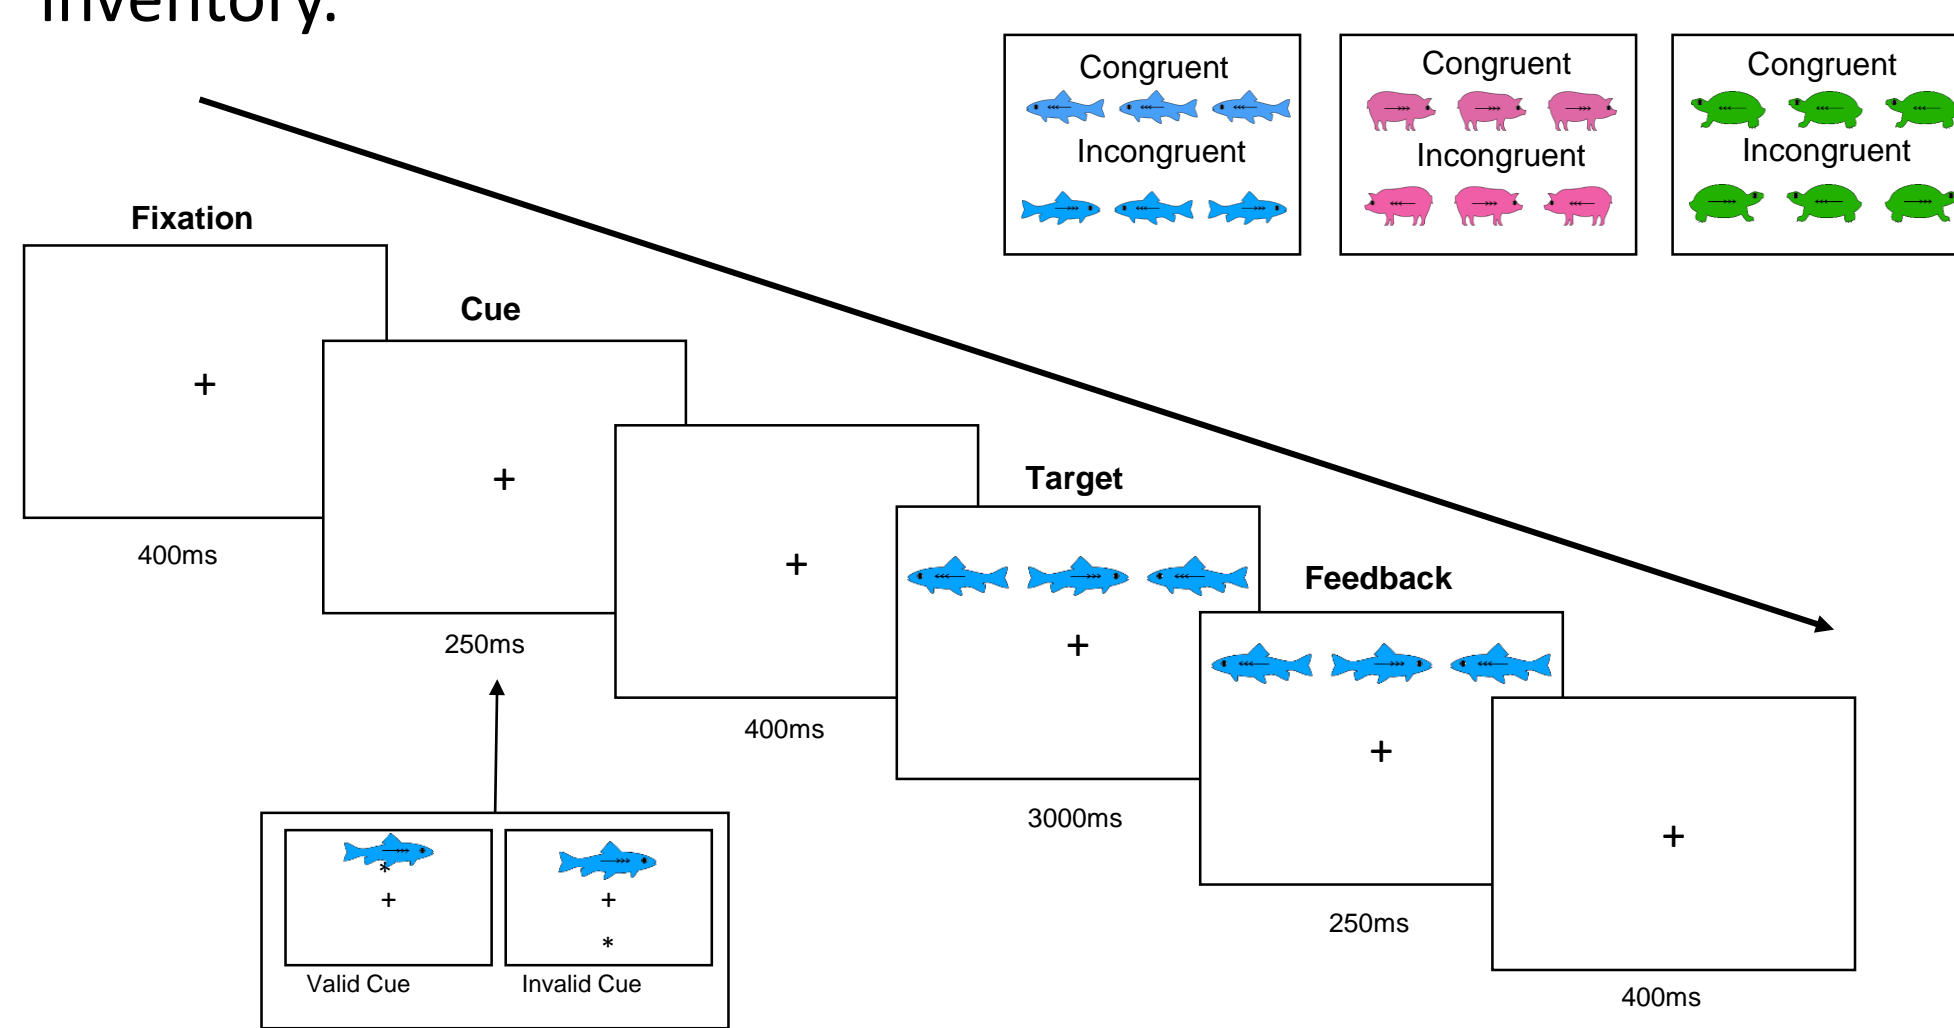 inventory.
Congruent
Incongruent
Congruent
Incongruent
Congruent
Incongruent
Fixation
+
400ms
Cue
+
250ms
+
400ms
Target
+
3000ms
Feedback
+
250ms
+
400ms
*
+
Valid Cue
+
*
Invalid Cue